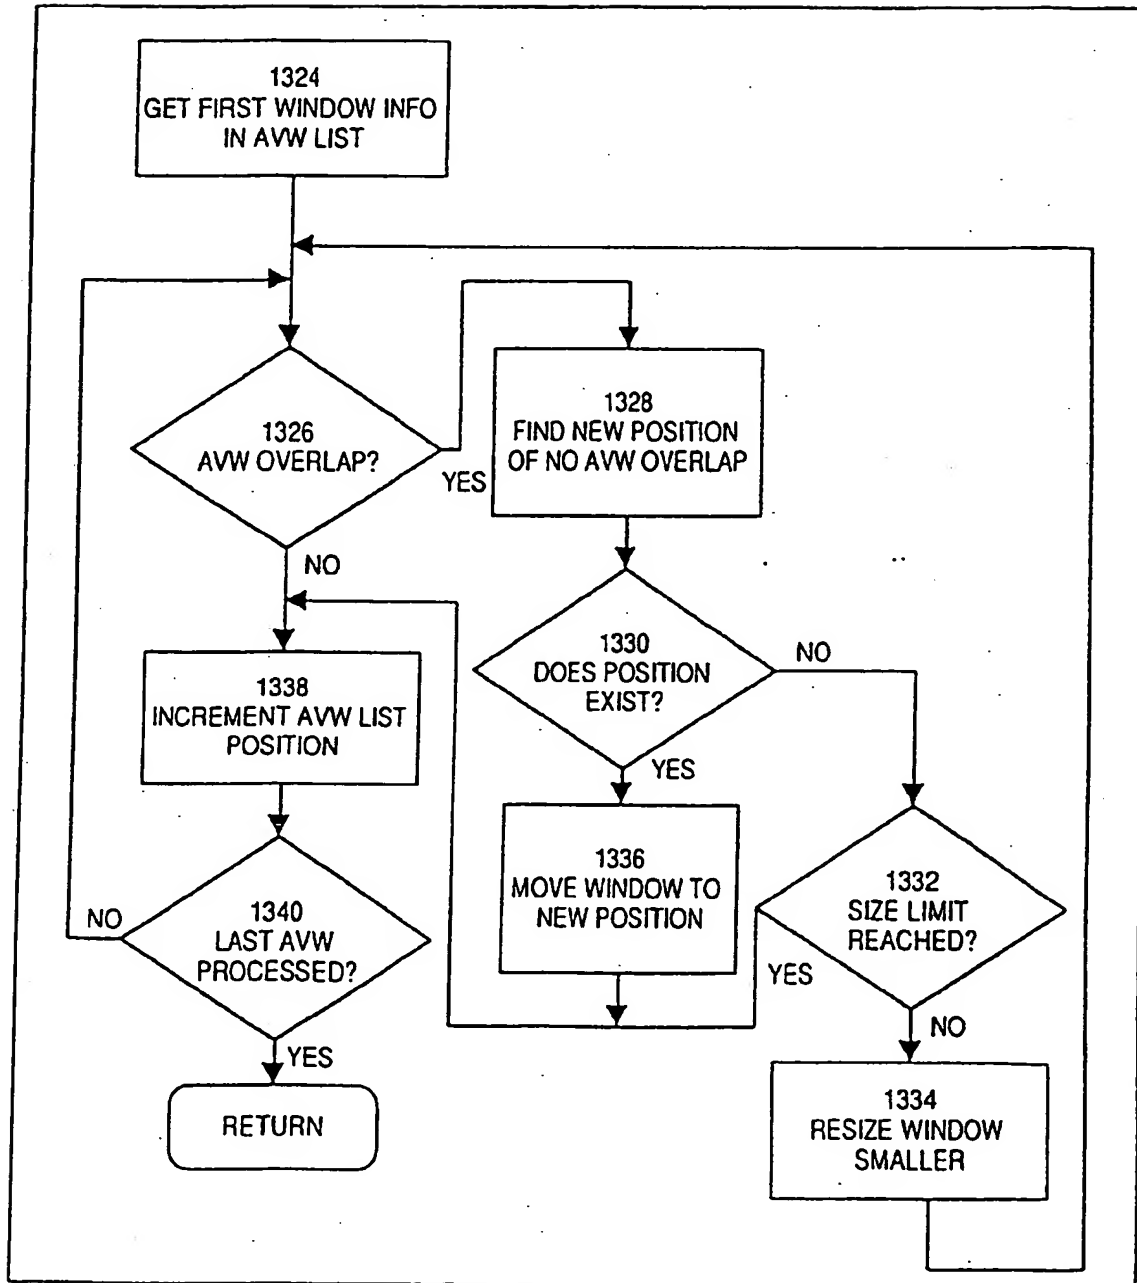 1324
GET FIRST WINDOW INFO
IN AVW LIST
1326
AVW OVERLAP?
YES
NO
1328
FIND NEW POSITION
OF NO AVW OVERLAP
1330
DOES POSITION
EXIST?
NO
YES
1338
INCREMENT AVW LIST
POSITION
1336
MOVE WINDOW TO
NEW POSITION
1332
SIZE LIMIT
REACHED?
YES
NO
1340
LAST AVW
PROCESSED?
NO
YES
RETURN
1334
RESIZE WINDOW
SMALLER